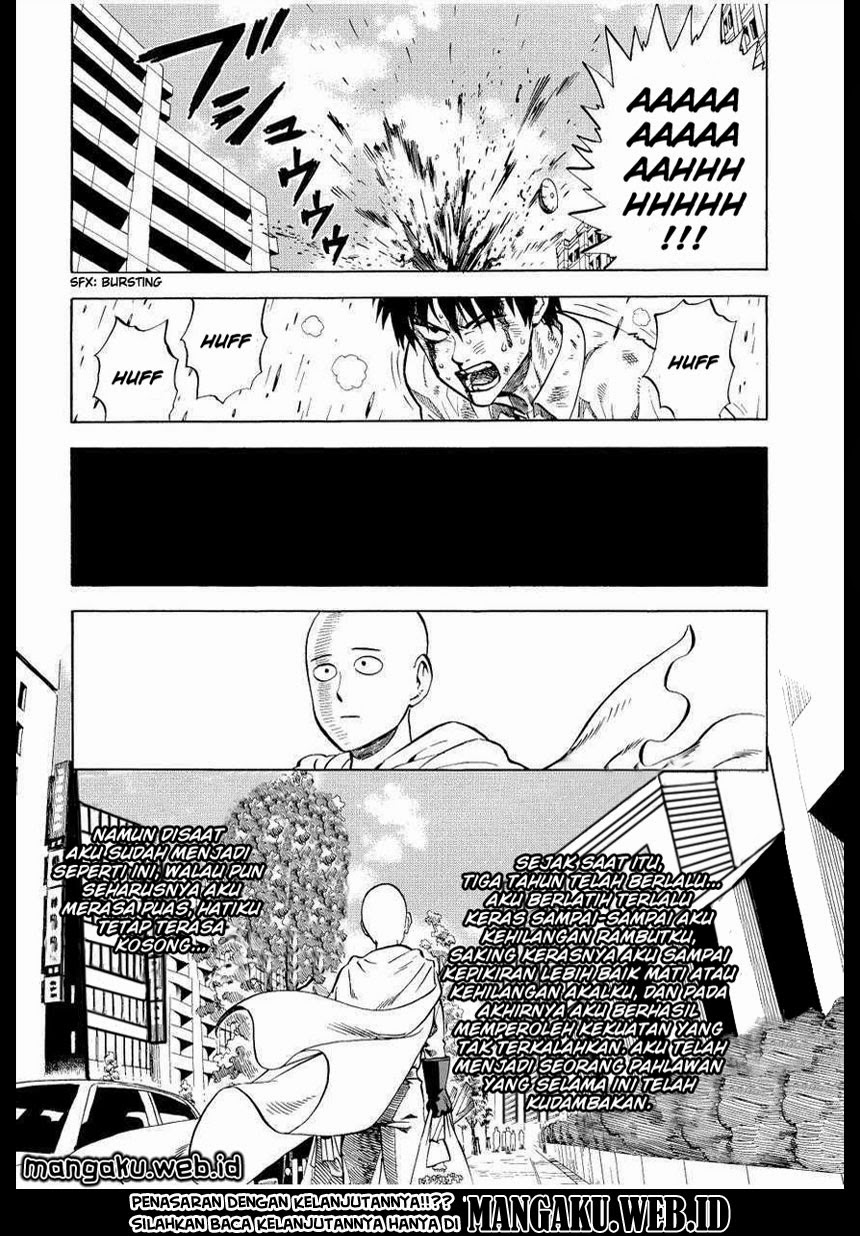 ブシュウゥゥ
AAAAA
AAAAA
AAHHH
HHHHH
!!!
SFX: BURSTING
HUFF
HUFF
HUFF
SEJAK SAAT ITU,
TIGA TAHUN TELAH BERLALU...
AKU BERLATIH TERLALU
KERAS SAMPAI-SAMPAI AKU
KEHILANGAN RAMBUTKU,
SAKING KERASNYA AKU SAMPAI
KEPIKIRAN LEBIH BAIK MATI ATAU
KEHILANGAN AKALKU, DAN PADA
AKHIRNYA AKU BERHASIL
MEMPEROLEH KEKUATAN YANG
TAK TERKALAHKAN. AKU TELAH
MENJADI SEORANG PAHLAWAN
YANG SELAMA INI TELAH
KUDAMBAKAN.
NAMUN DISAAT
AKU SUDAH MENJADI
SEPERTI INI, WALAU PUN
SEHARUSNYA AKU
MERASA PUAS, HATIKU
TETAP TERASA
KOSONG...
mangaku.web.id
PENASARAN DENGAN KELANJUTANNYA!!??
SILAHKAN BACA KELANJUTANNYA HANYA DI MANGAKU.WEB.ID